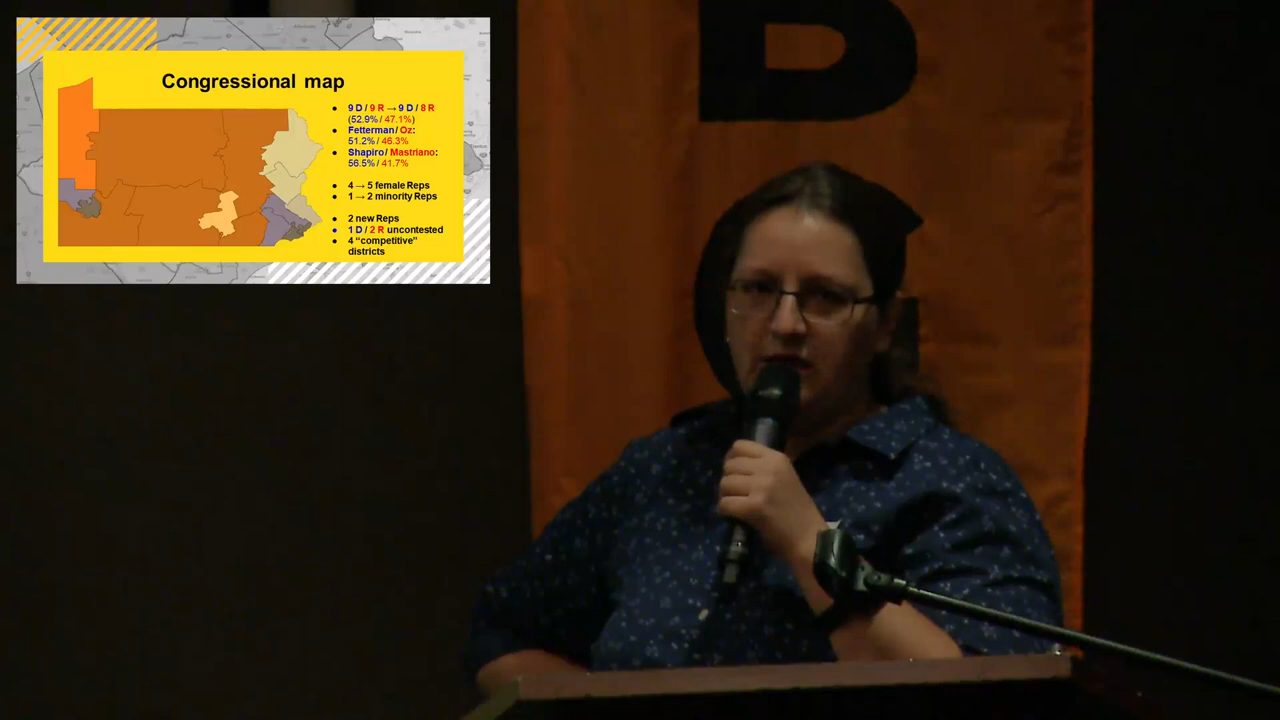 Congressional map
● 9 D / 9 R → 9 D / 8 R
(52.9% / 47.1%)
● Fetterman / Oz:
51.2% / 46.3%
● Shapiro / Mastriano:
56.5% / 41.7%
● 4 → 5 female Reps
● 1 → 2 minority Reps
● 2 new Reps
● 1 D / 2 R uncontested
● 4 “competitive”
districts